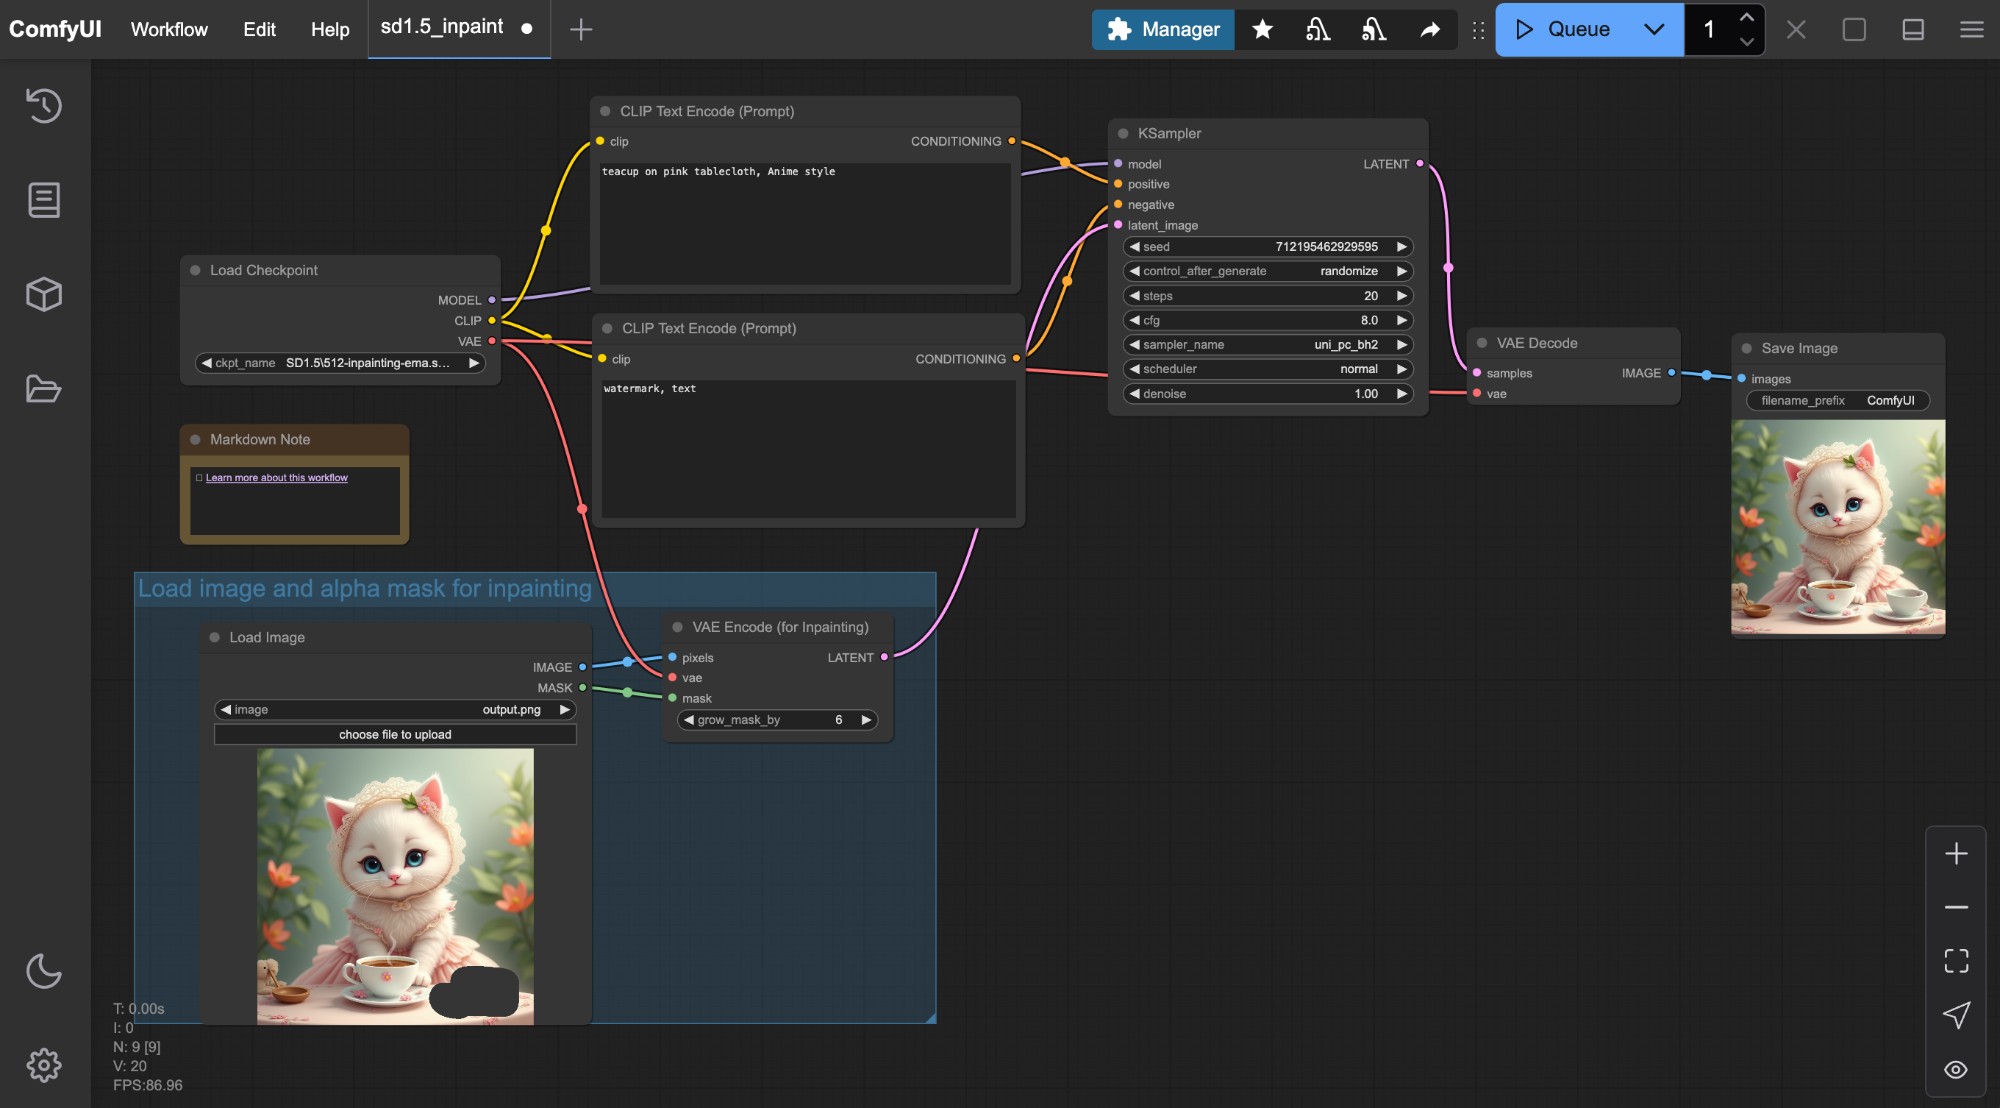 ComfyUI Workflow Edit Help sd1.5_inpaint Manager Queue 1
CLIP Text Encode (Prompt)
clip CONDITIONING
teacup on pink tablecloth, Anime style
KSampler
model LATENT
positive
negative
latent_image
seed 712195462929595
control_after_generate randomize
steps 20
cfg 8.0
sampler_name uni_pc_bh2
scheduler normal
denoise 1.00
Load Checkpoint
MODEL
CLIP
VAE
ckpt_name SD1.5\512-inpainting-ema.s...
CLIP Text Encode (Prompt)
clip CONDITIONING
watermark, text
VAE Decode
samples IMAGE
vae
Save Image
images
filename_prefix ComfyUI
Markdown Note
Learn more about this workflow
Load image and alpha mask for inpainting
Load Image
IMAGE
MASK
image output.png
choose file to upload
VAE Encode (for Inpainting)
pixels LATENT
vae
mask
grow_mask_by 6
T: 0.00s
I: 0
N: 9 [9]
V: 20
FPS:86.96